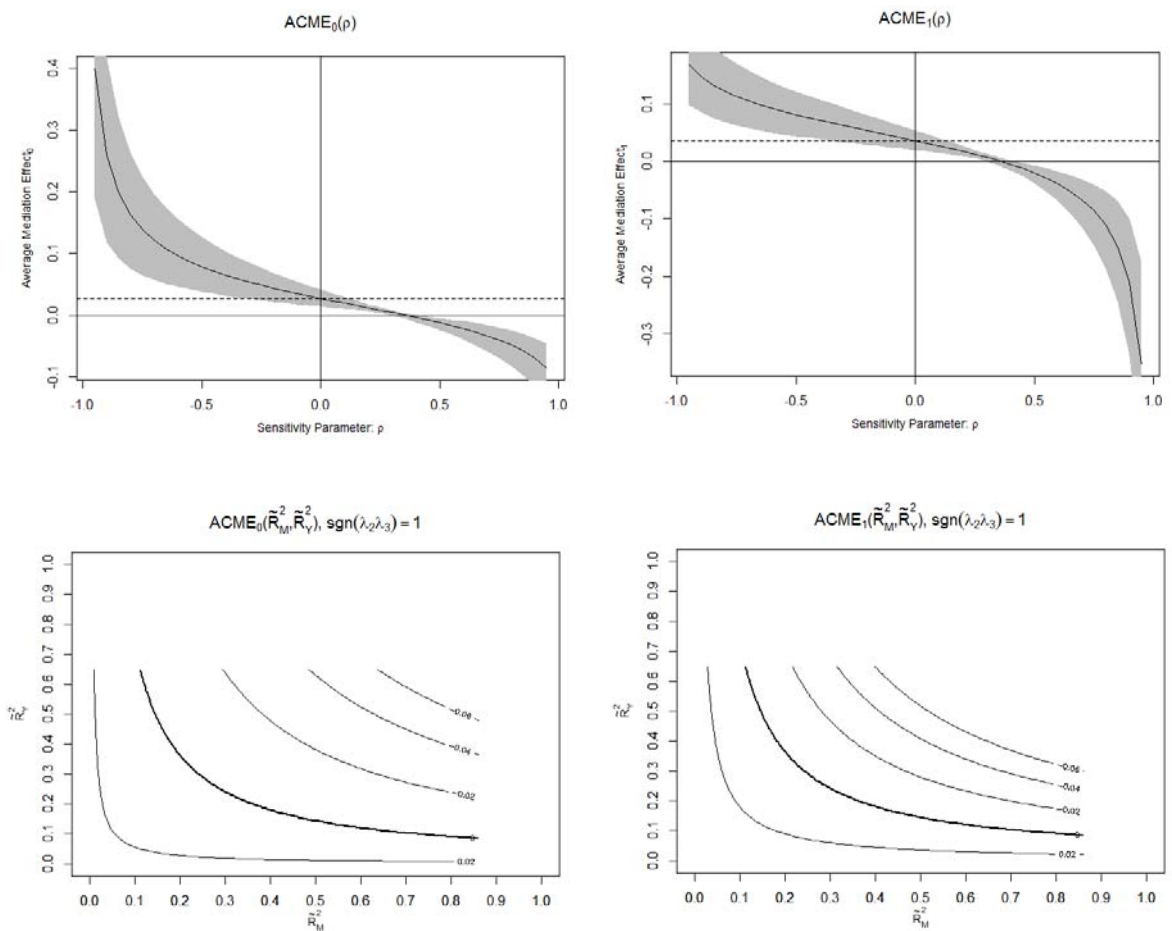 ACME₀(ρ)
Average Mediation Effect₀
0.4
0.3
0.2
0.1
0.0
-0.1
-1.0 -0.5 0.0 0.5 1.0
Sensitivity Parameter: ρ
ACME₁(ρ)
Average Mediation Effect₁
0.1
0.0
-0.1
-0.2
-0.3
-1.0 -0.5 0.0 0.5 1.0
Sensitivity Parameter: ρ
ACME₀(R̃²_M,R̃²_Y), sgn(λ₂λ₃) = 1
R̃²_Y
1.0
0.9
0.8
0.7
0.6
0.5
0.4
0.3
0.2
0.1
0.0
-0.06
-0.04
-0.02
0
0.02
0.0 0.1 0.2 0.3 0.4 0.5 0.6 0.7 0.8 0.9 1.0
R̃²_M
ACME₁(R̃²_M,R̃²_Y), sgn(λ₂λ₃) = 1
R̃²_Y
1.0
0.9
0.8
0.7
0.6
0.5
0.4
0.3
0.2
0.1
0.0
-0.06
-0.04
-0.02
0
0.02
0.0 0.1 0.2 0.3 0.4 0.5 0.6 0.7 0.8 0.9 1.0
R̃²_M